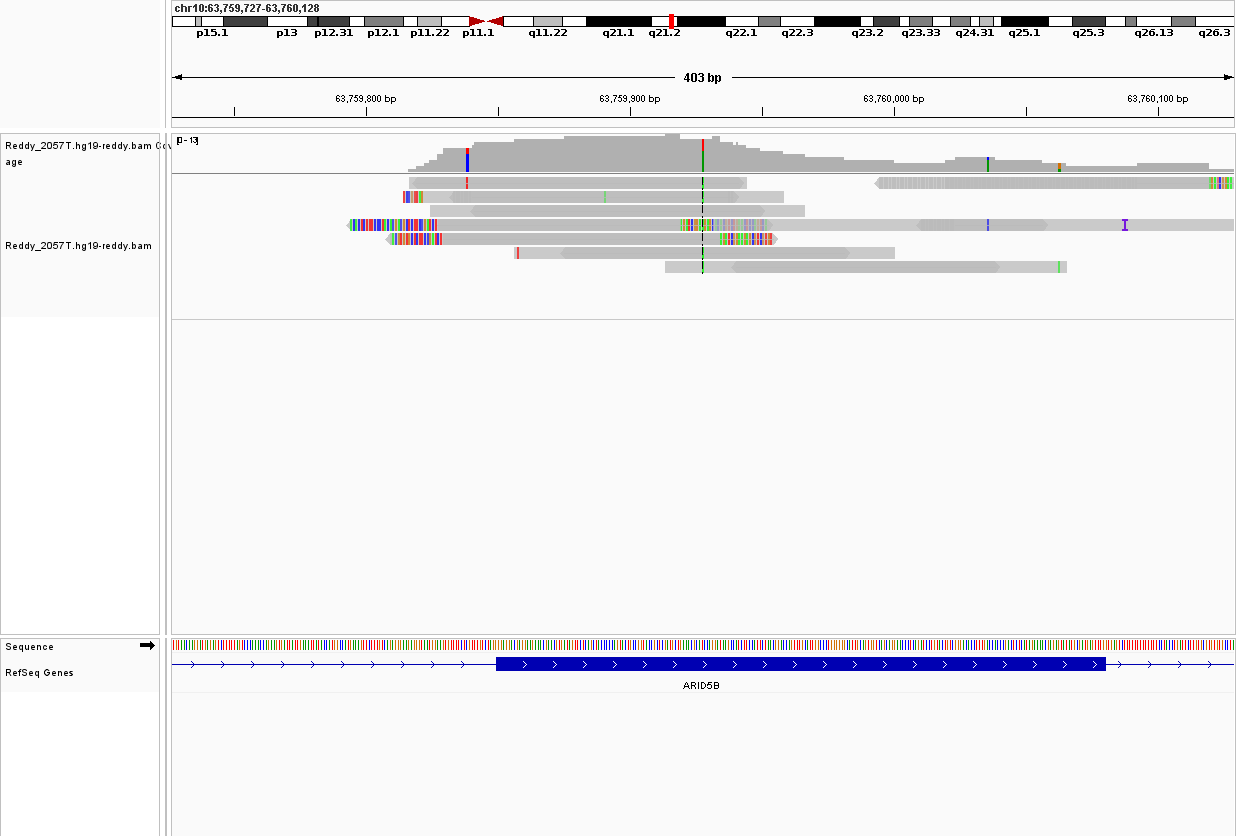 chr10:63,759,727-63,760,128
p15.1 p13 p12.31 p12.1 p11.22 p11.1 q11.22 q21.1 q21.2 q22.1 q22.3 q23.2 q23.33 q24.31 q25.1 q25.3 q26.13 q26.3
403 bp
63,759,800 bp 63,759,900 bp 63,760,000 bp 63,760,100 bp
Reddy_2057T.hg19-reddy.bam Cov
age
[0 - 13]
Reddy_2057T.hg19-reddy.bam
Sequence
RefSeq Genes
ARID5B